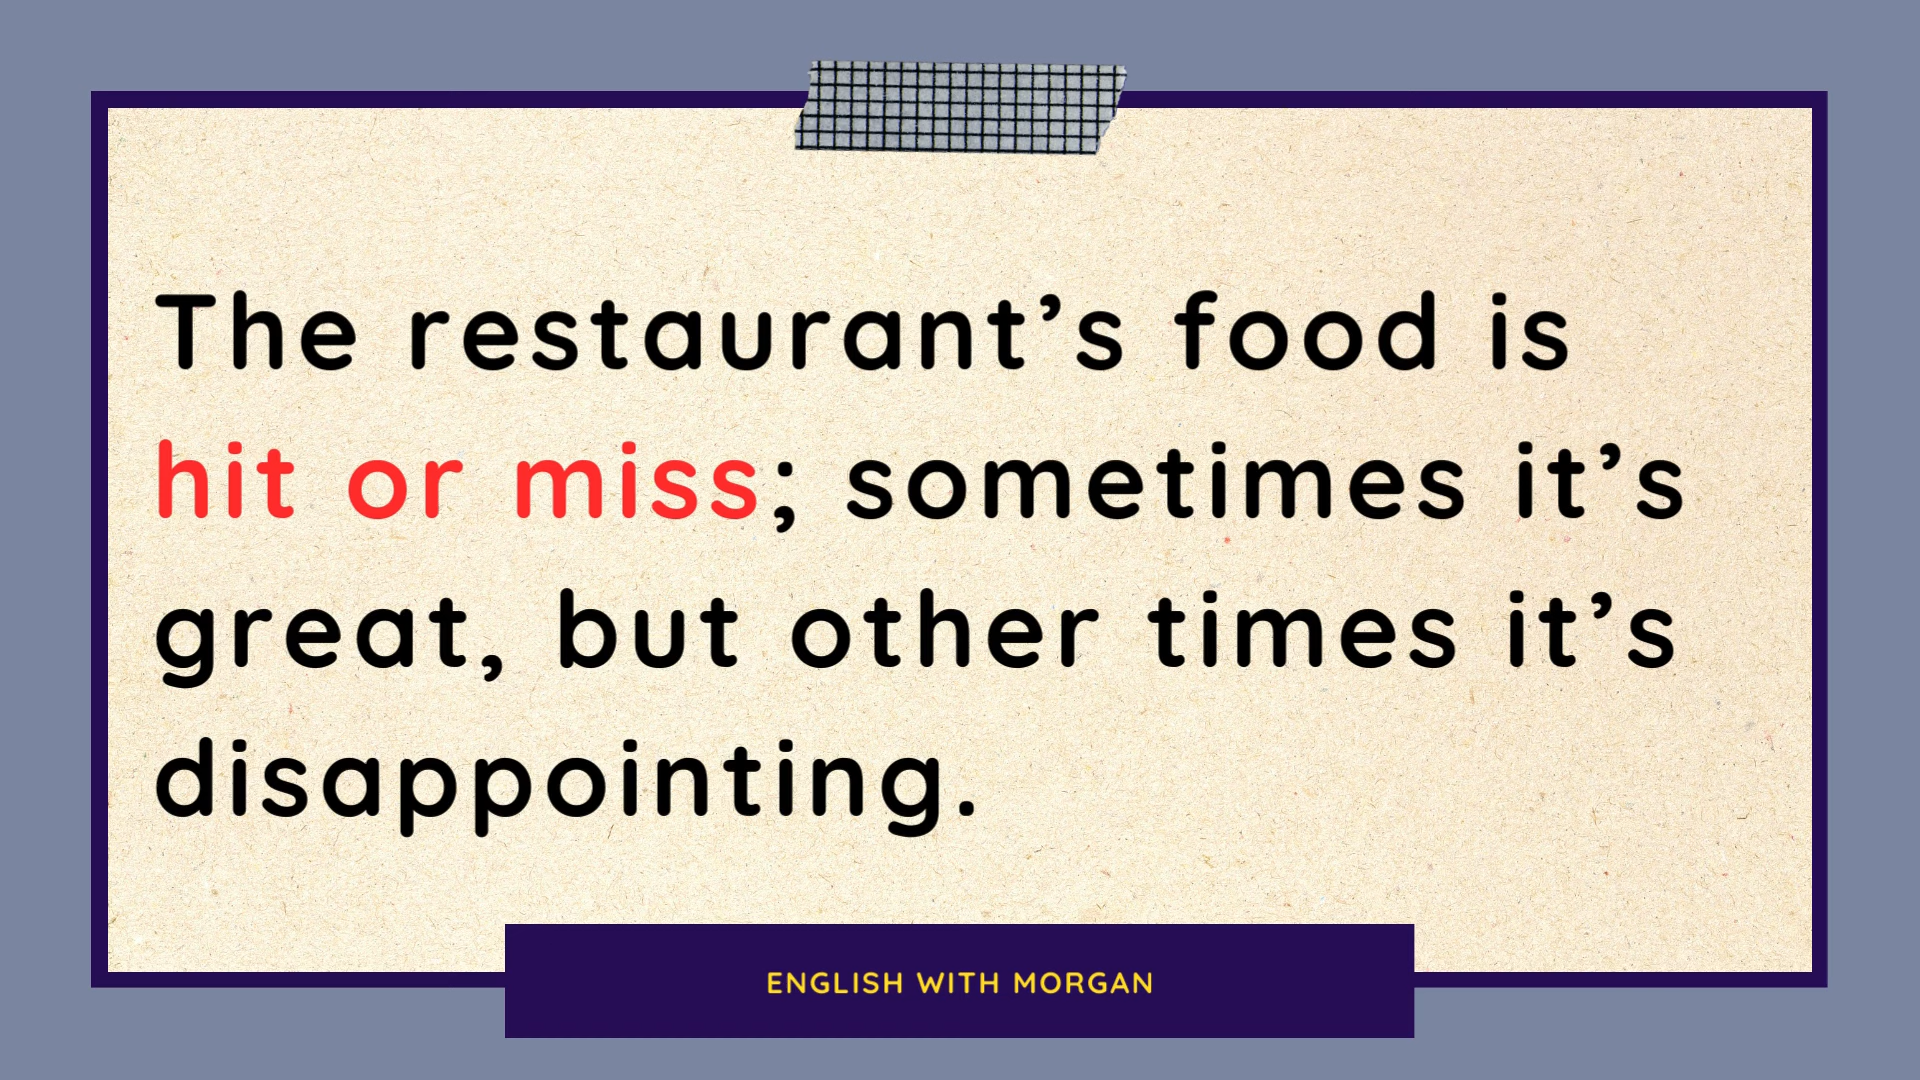 The restaurant’s food is
hit or miss; sometimes it’s
great, but other times it’s
disappointing.
ENGLISH WITH MORGAN